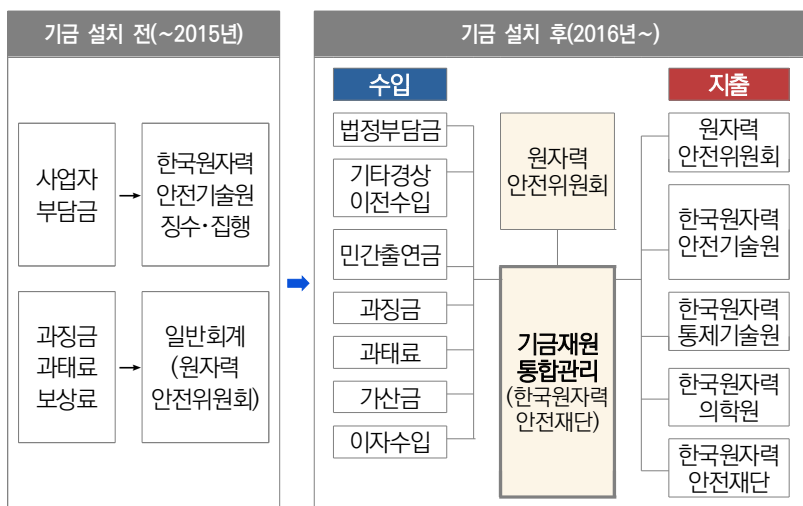 기금 설치 전(~2015년)
사업자
부담금
한국원자력
안전기술원
징수·집행
과징금
과태료
보상료
일반회계
(원자력
안전위원회)
기금 설치 후(2016년~)
수입
법정부담금
기타경상
이전수입
민간출연금
과징금
과태료
가산금
이자수입
원자력
안전위원회
기금재원
통합관리
(한국원자력
안전재단)
지출
원자력
안전위원회
한국원자력
안전기술원
한국원자력
통제기술원
한국원자력
의학원
한국원자력
안전재단